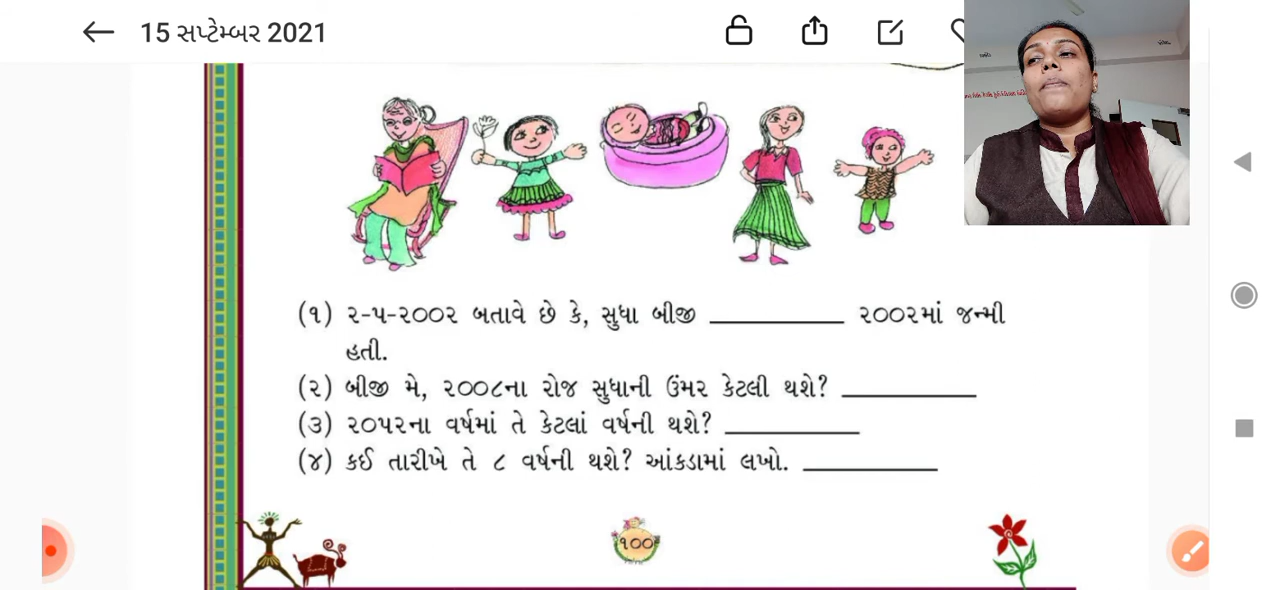 15 સપ્ટેમ્બર 2021
(૧) ૨-૫-૨૦૦૨ બતાવે છે કે, સુધા બીજી __________ ૨૦૦૨માં જન્મી
હતી.
(૨) બીજી મે, ૨૦૦૮ના રોજ સુધાની ઉંમર કેટલી થશે? __________
(૩) ૨૦૫૨ના વર્ષમાં તે કેટલાં વર્ષની થશે? __________
(૪) કઈ તારીખે તે ૮ વર્ષની થશે? આંકડામાં લખો. __________
૧૦૦